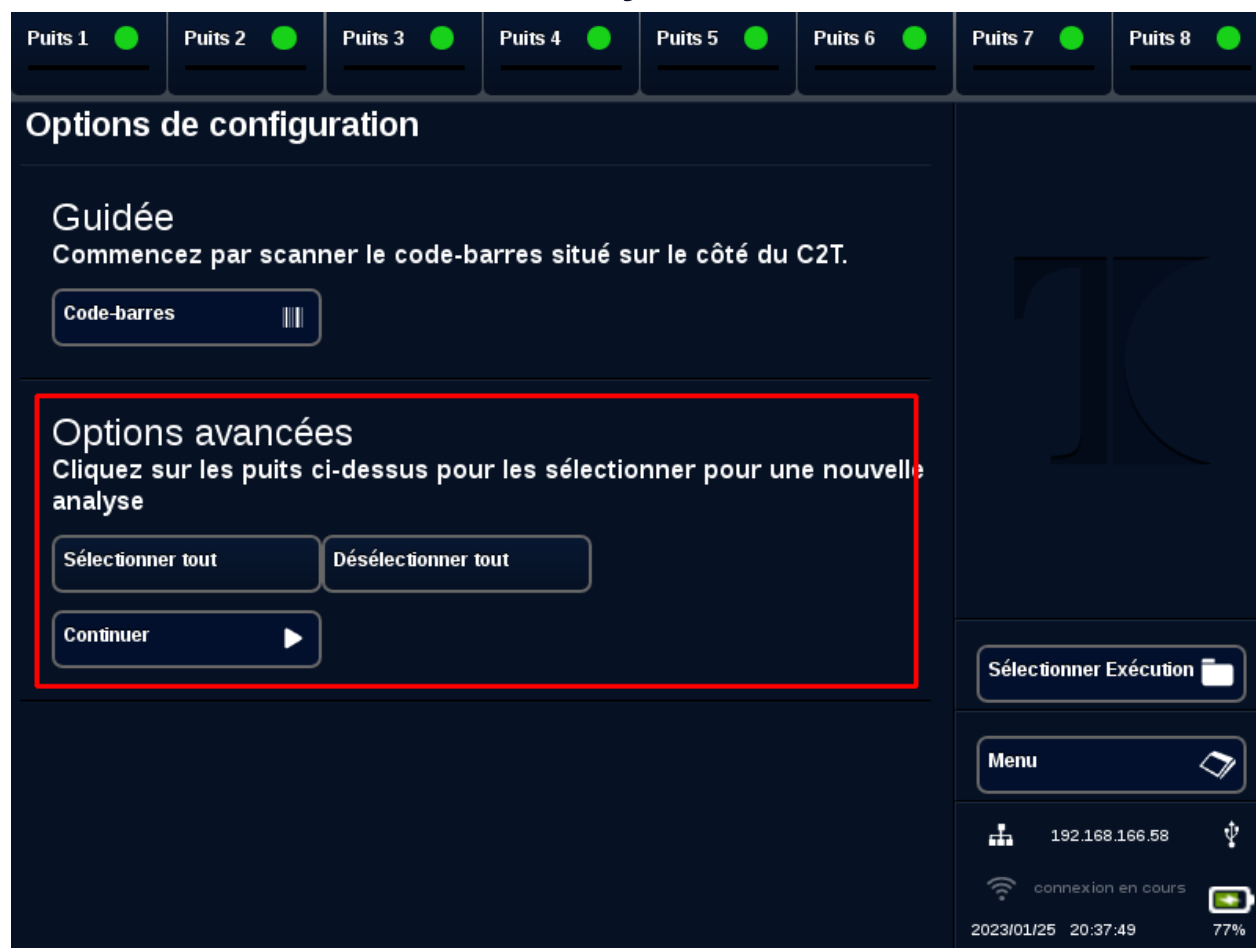 Puits 1
Puits 2
Puits 3
Puits 4
Puits 5
Puits 6
Puits 7
Puits 8
Options de configuration
Guidée
Commencez par scanner le code-barres situé sur le côté du C2T.
Code-barres
Options avancées
Cliquez sur les puits ci-dessus pour les sélectionner pour une nouvelle
analyse
Sélectionner tout
Désélectionner tout
Continuer
Sélectionner Exécution
Menu
192.168.166.58
connexion en cours
2023/01/25 20:37:49
77%